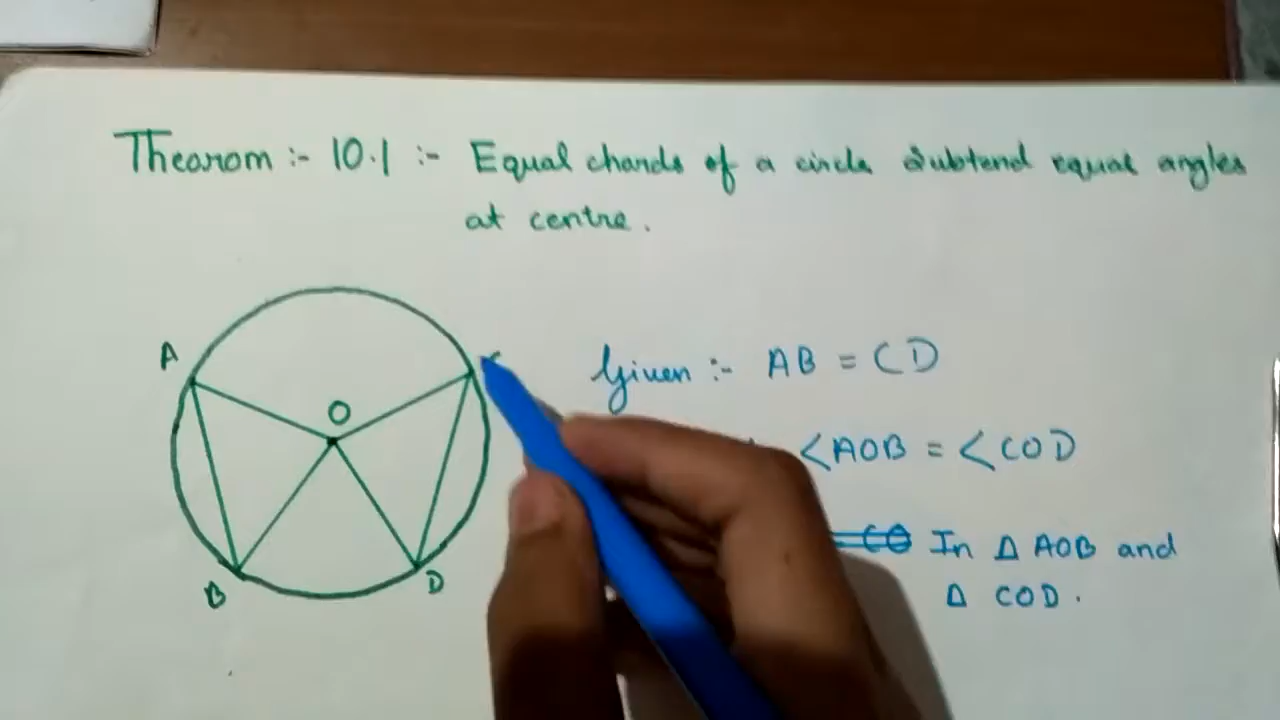 Theorom :- 10.1 :- Equal chords of a circle subtend equal angles
at centre.
A
O
Given :- AB = CD
<AOB = <COD
In Δ AOB and
B
D
Δ COD.